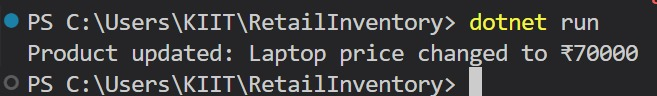 PS C:\Users\KIIT\RetailInventory> dotnet run
Product updated: Laptop price changed to ₹70000
PS C:\Users\KIIT\RetailInventory>